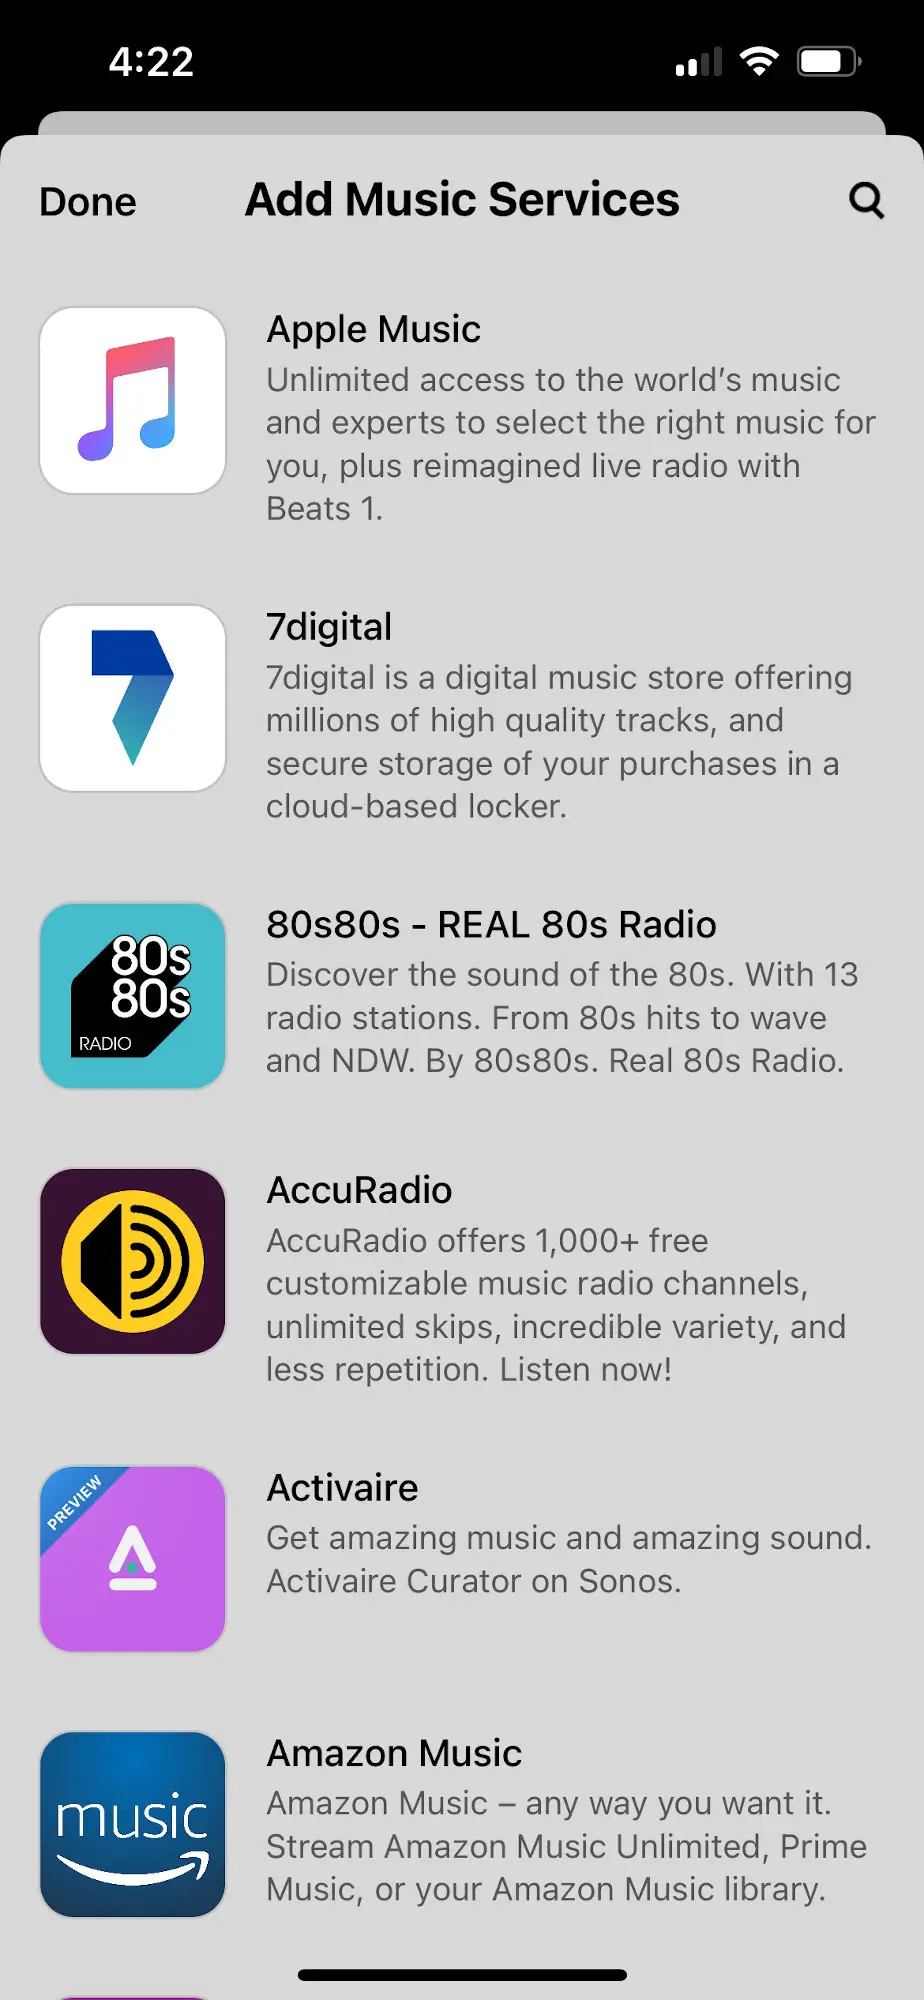 4:22
Done
Add Music Services
Apple Music
Unlimited access to the world’s music
and experts to select the right music for
you, plus reimagined live radio with
Beats 1.
7digital
7digital is a digital music store offering
millions of high quality tracks, and
secure storage of your purchases in a
cloud-based locker.
80s
80s
RADIO
80s80s - REAL 80s Radio
Discover the sound of the 80s. With 13
radio stations. From 80s hits to wave
and NDW. By 80s80s. Real 80s Radio.
AccuRadio
AccuRadio offers 1,000+ free
customizable music radio channels,
unlimited skips, incredible variety, and
less repetition. Listen now!
PREVIEW
Activaire
Get amazing music and amazing sound.
Activaire Curator on Sonos.
music
Amazon Music
Amazon Music – any way you want it.
Stream Amazon Music Unlimited, Prime
Music, or your Amazon Music library.